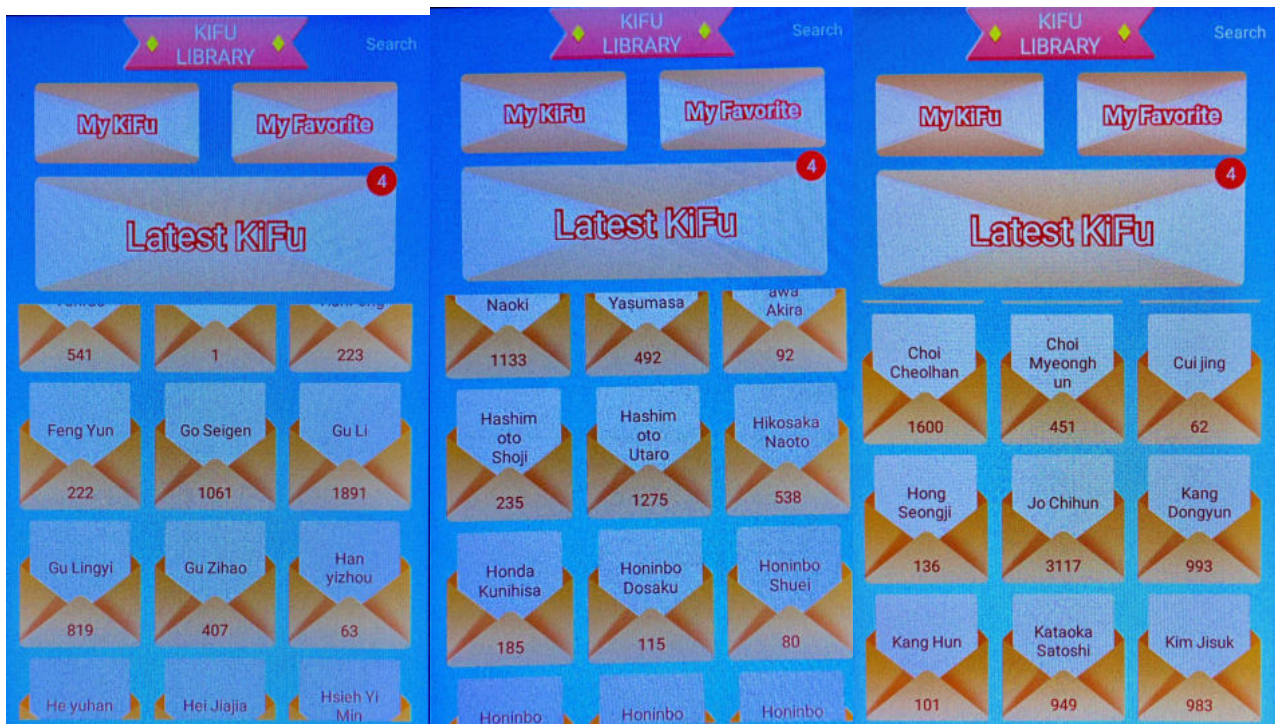 KIFU
LIBRARY
Search
My KiFu
My Favorite
4
Latest KiFu
541
1
223
Feng Yun
Go Seigen
Gu Li
222
1061
1891
Gu Lingyi
Gu Zihao
Han
yizhou
819
407
63
He yuhan
Hei Jiajia
Hsieh Yi
Min
KIFU
LIBRARY
Search
My KiFu
My Favorite
4
Latest KiFu
Naoki
Yasumasa
awa
Akira
1133
492
92
Hashim
oto
Shoji
Hashim
oto
Utaro
Hikosaka
Naoto
235
1275
538
Honda
Kunihisa
Honinbo
Dosaku
Honinbo
Shuei
185
115
80
Honinbo
Honinbo
Honinbo
KIFU
LIBRARY
Search
My KiFu
My Favorite
4
Latest KiFu
Choi
Cheolhan
Choi
Myeongh
un
Cui jing
1600
451
62
Hong
Seongji
Jo Chihun
Kang
Dongyun
136
3117
993
Kang Hun
Kataoka
Satoshi
Kim Jisuk
101
949
983